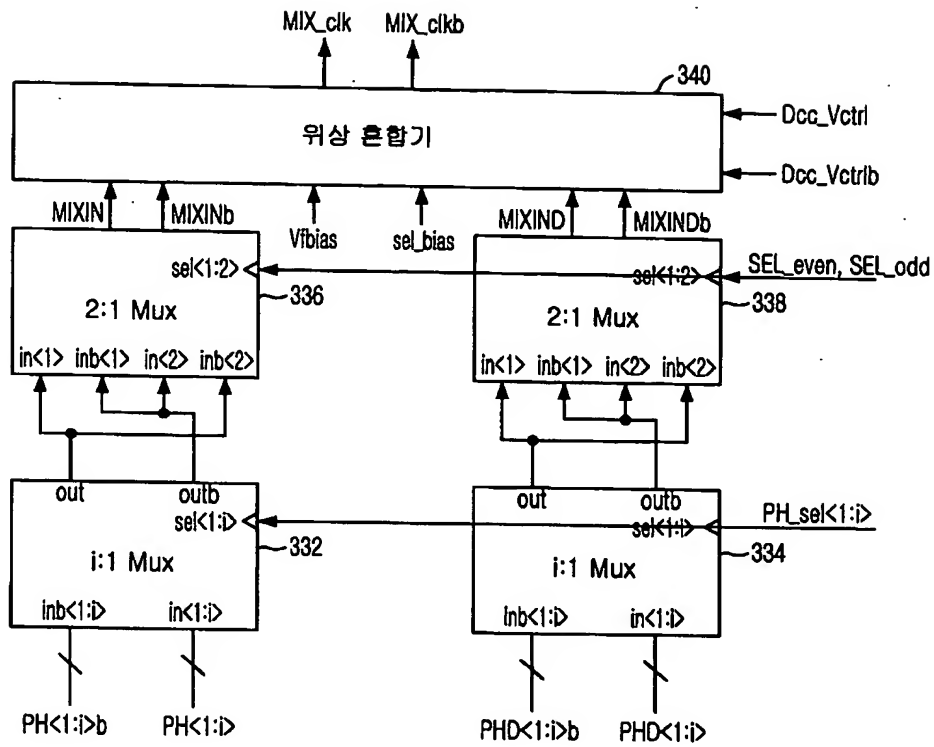 MIX_clk MIX_clkb
340
위상 혼합기
Dcc_Vctrl
Dcc_Vctrlb
MIXIN MIXINb Vfbias sel_bias MIXIND MIXINDb
sel<1:2> sel<1:2> SEL_even, SEL_odd
336 338
2:1 Mux 2:1 Mux
in<1> inb<1> in<2> inb<2> in<1> inb<1> in<2> inb<2>
out outb out outb
sel<1:i> sel<1:i> PH_sel<1:i>
332 334
i:1 Mux i:1 Mux
inb<1:i> in<1:i> inb<1:i> in<1:i>
PH<1:i>b PH<1:i> PHD<1:i>b PHD<1:i>